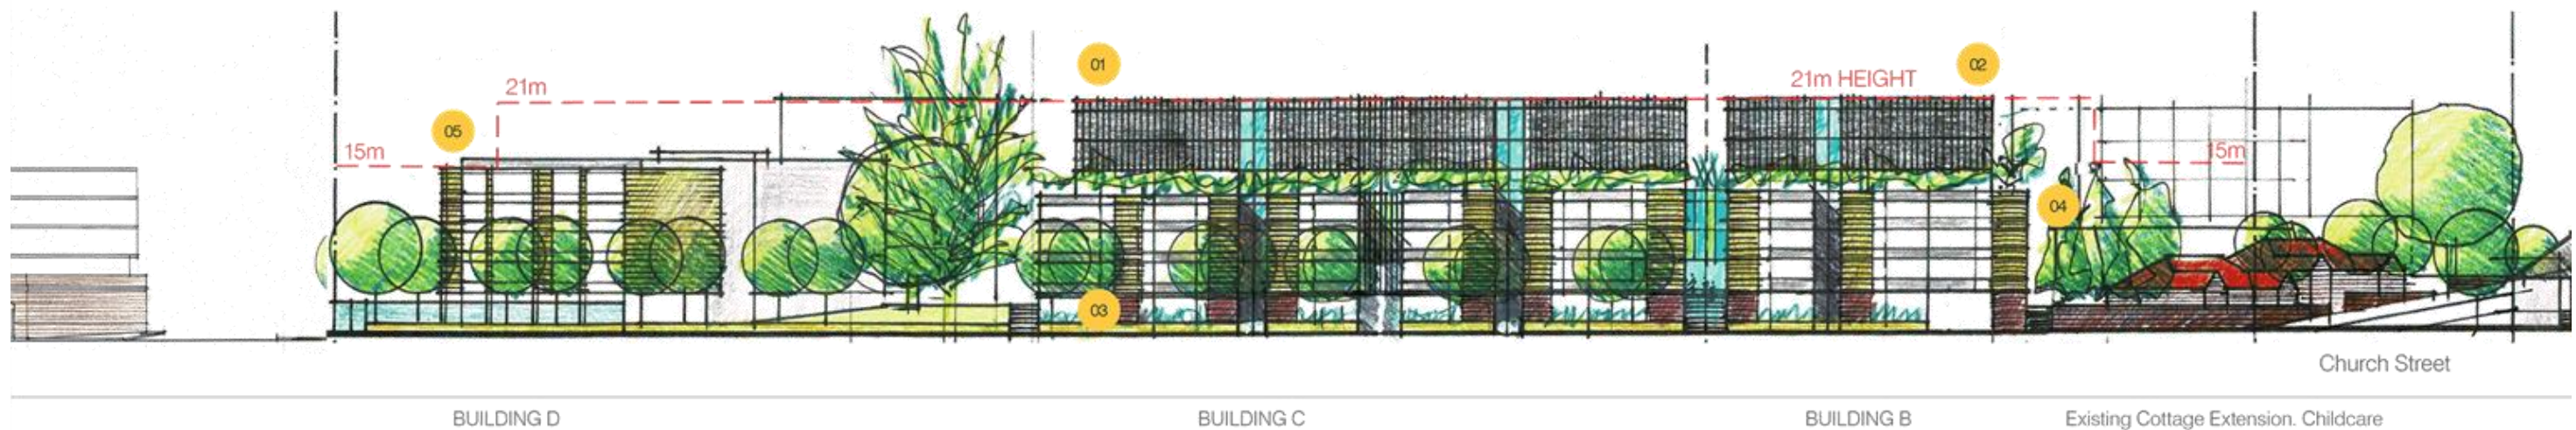 01
02
21m HEIGHT
21m
05
15m
15m
04
03
Church Street
BUILDING D
BUILDING C
BUILDING B
Existing Cottage Extension. Childcare